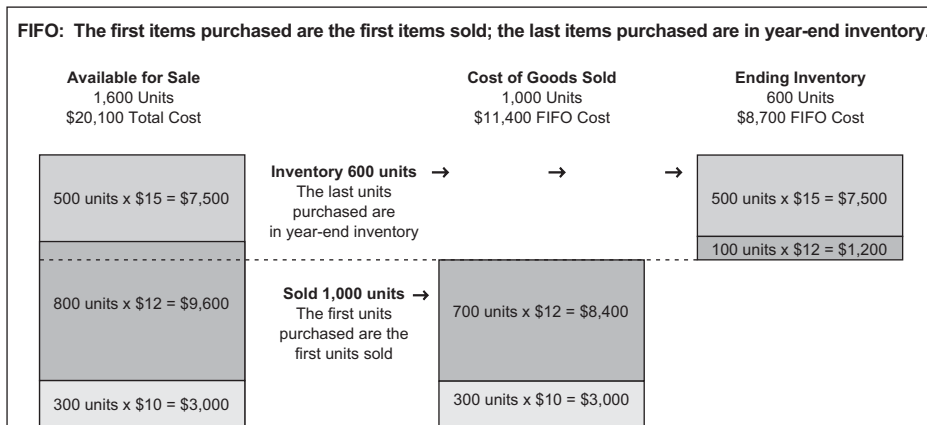 FIFO: The first items purchased are the first items sold; the last items purchased are in year-end inventory.
Available for Sale
1,600 Units
$20,100 Total Cost
Cost of Goods Sold
1,000 Units
$11,400 FIFO Cost
Ending Inventory
600 Units
$8,700 FIFO Cost
500 units x $15 = $7,500
Inventory 600 units → → →
The last units
purchased are
in year-end inventory
500 units x $15 = $7,500
100 units x $12 = $1,200
800 units x $12 = $9,600
Sold 1,000 units →
The first units
purchased are the
first units sold
700 units x $12 = $8,400
300 units x $10 = $3,000
300 units x $10 = $3,000